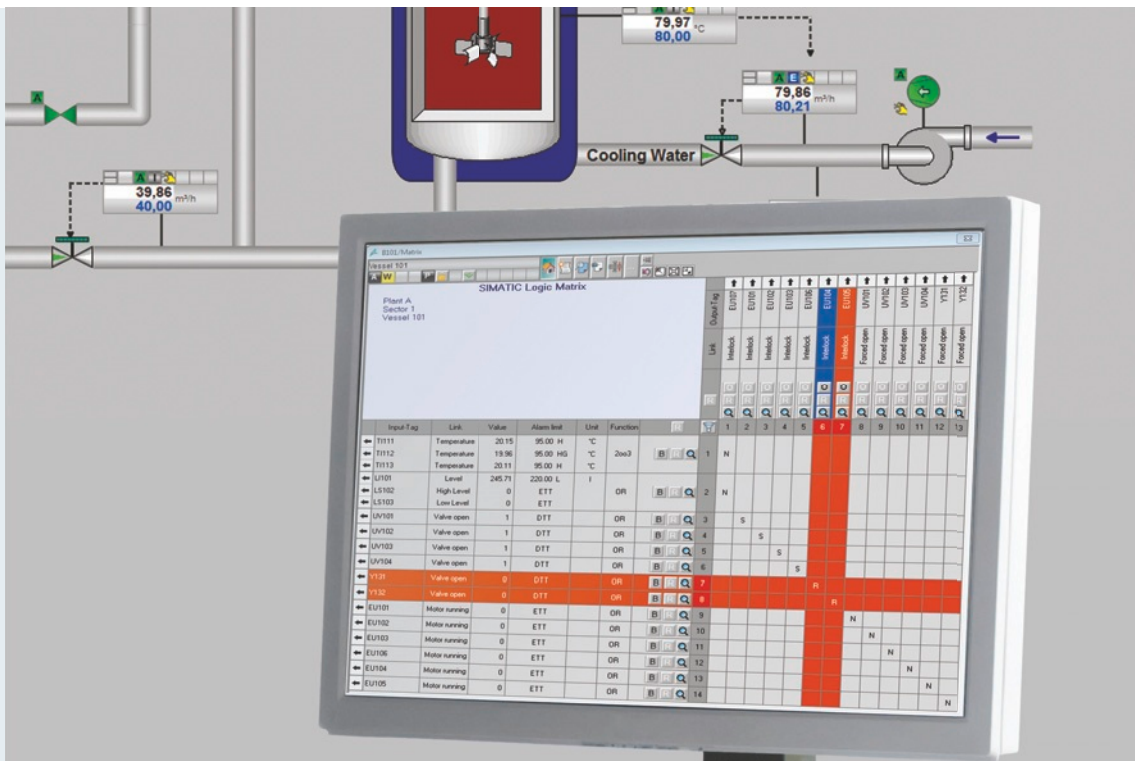 79,97 °C
80,00
A E
79,86 m³/h
80,21
A
A
Cooling Water
A I
39,86 m³/h
40,00
B101/Matrix
Vessel 101
W
SIMATIC Logic Matrix
Plant A
Sector 1
Vessel 101
Output Tag EU107 EU101 EU102 EU103 EU106 EU104 EU105 UV101 UV102 UV103 UV104 Y131 Y132
Link Interlock Interlock Interlock Interlock Interlock Interlock Interlock Forced open Forced open Forced open Forced open Forced open Forced open
Input-Tag Link Value Alarm limit Unit Function 1 2 3 4 5 6 7 8 9 10 11 12 13
TI111 Temperature 20.15 95.00 H °C
TI112 Temperature 19.96 95.00 HG °C 2oo3 B R 1 N
TI113 Temperature 20.11 95.00 H °C
LI101 Level 245.71 220.00 L l
LS102 High Level 0 ETT OR B R 2 N
LS103 Low Level 0 ETT
UV101 Valve open 1 DTT OR B R 3 S
UV102 Valve open 1 DTT OR B R 4 S
UV103 Valve open 1 DTT OR B R 5 S
UV104 Valve open 1 DTT OR B R 6 S
Y131 Valve open 0 DTT OR B R 7 R
Y132 Valve open 0 DTT OR B R 8 R
EU101 Motor running 0 ETT OR B R 9 N
EU102 Motor running 0 ETT OR B R 10 N
EU103 Motor running 0 ETT OR B R 11 N
EU106 Motor running 0 ETT OR B R 12 N
EU104 Motor running 0 ETT OR B R 13 N
EU105 Motor running 0 ETT OR B R 14 N